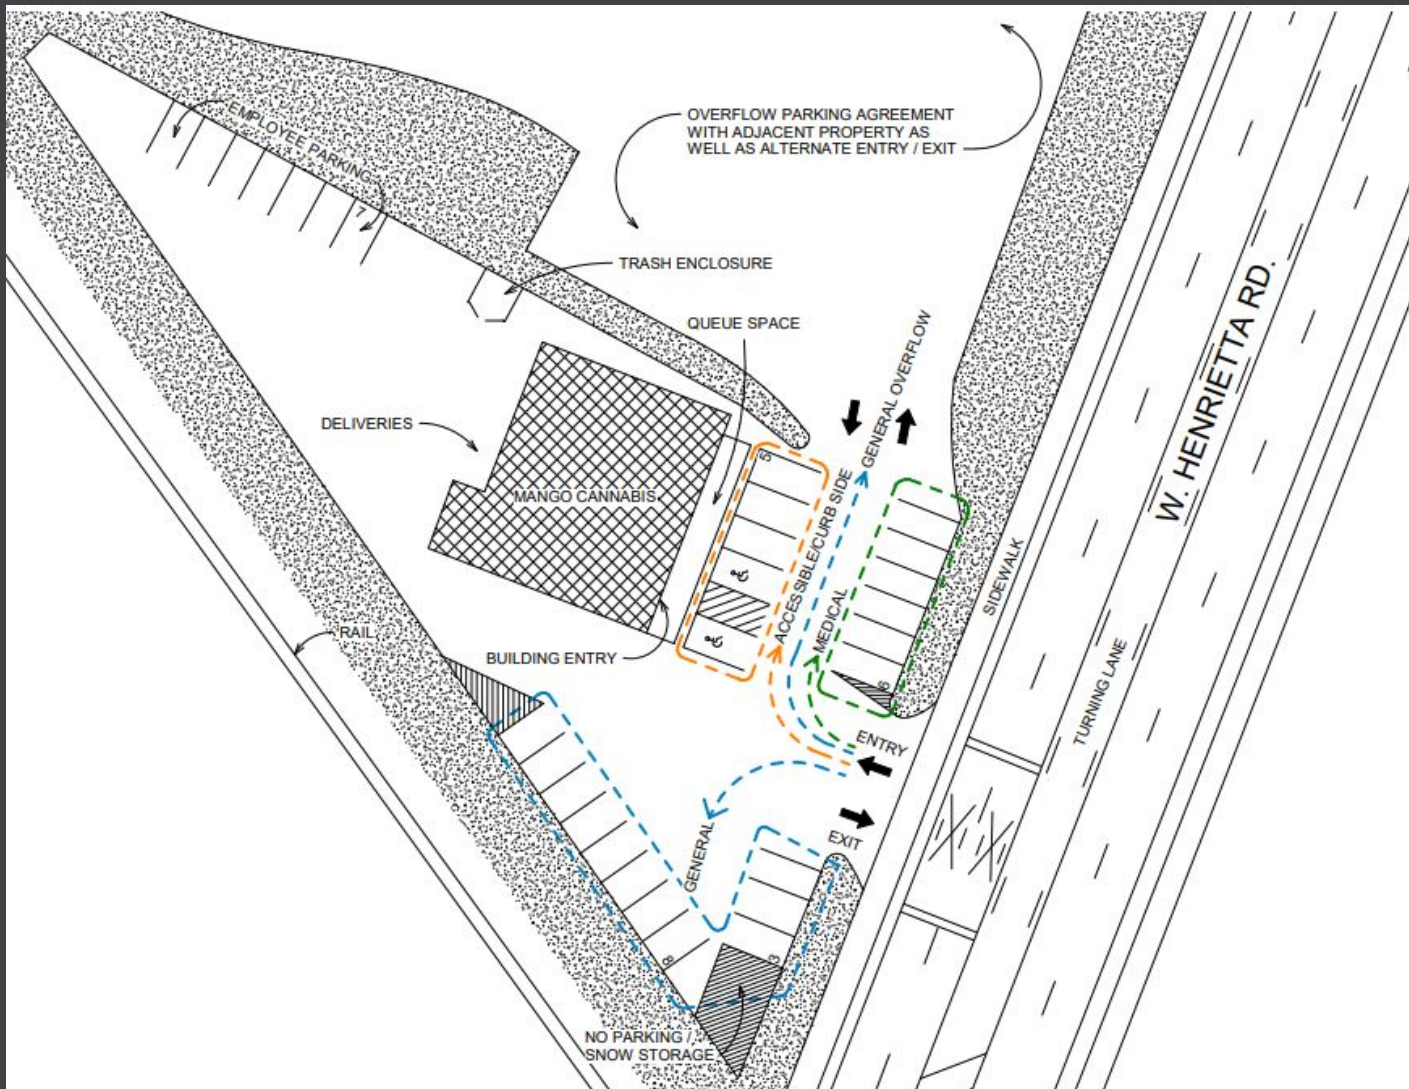 OVERFLOW PARKING AGREEMENT
WITH ADJACENT PROPERTY AS
WELL AS ALTERNATE ENTRY / EXIT
EMPLOYEE PARKING
7
TRASH ENCLOSURE
QUEUE SPACE
GENERAL OVERFLOW
W. HENRIETTA RD.
DELIVERIES
MANGO CANNABIS
5
ACCESSIBLE/CURB SIDE
MEDICAL
6
SIDEWALK
TURNING LANE
RAIL
BUILDING ENTRY
ENTRY
EXIT
GENERAL
8
3
NO PARKING /
SNOW STORAGE